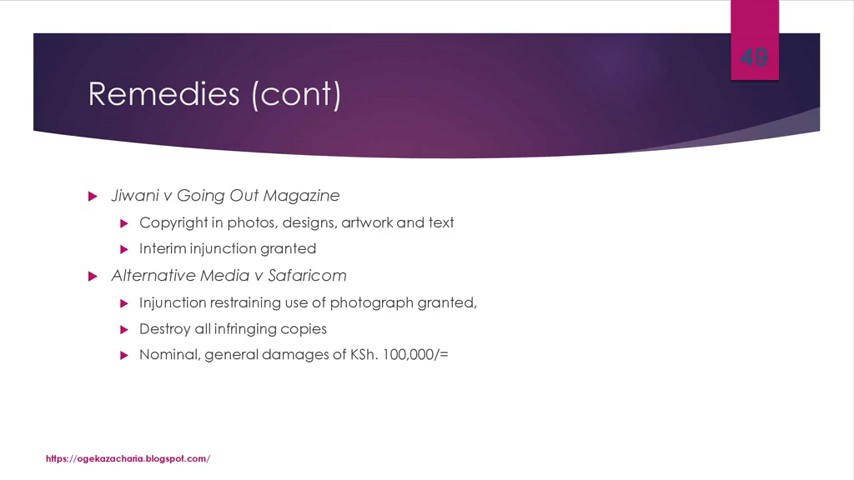 49
Remedies (cont)
Jiwani v Going Out Magazine
Copyright in photos, designs, artwork and text
Interim injunction granted
Alternative Media v Safaricom
Injunction restraining use of photograph granted,
Destroy all infringing copies
Nominal, general damages of KSh. 100,000/=
https://ogekazacharia.blogspot.com/